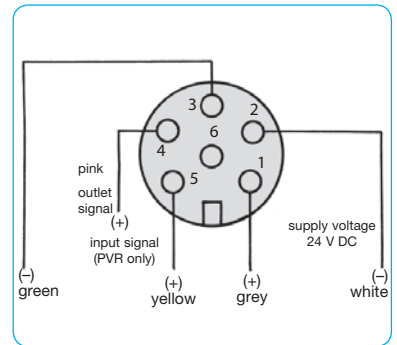 3
2
6
4
1
5
pink
outlet
signal
(+)
input signal
(PVR only)
supply voltage
24 V DC
(–)
green
(+)
yellow
(+)
grey
(–)
white